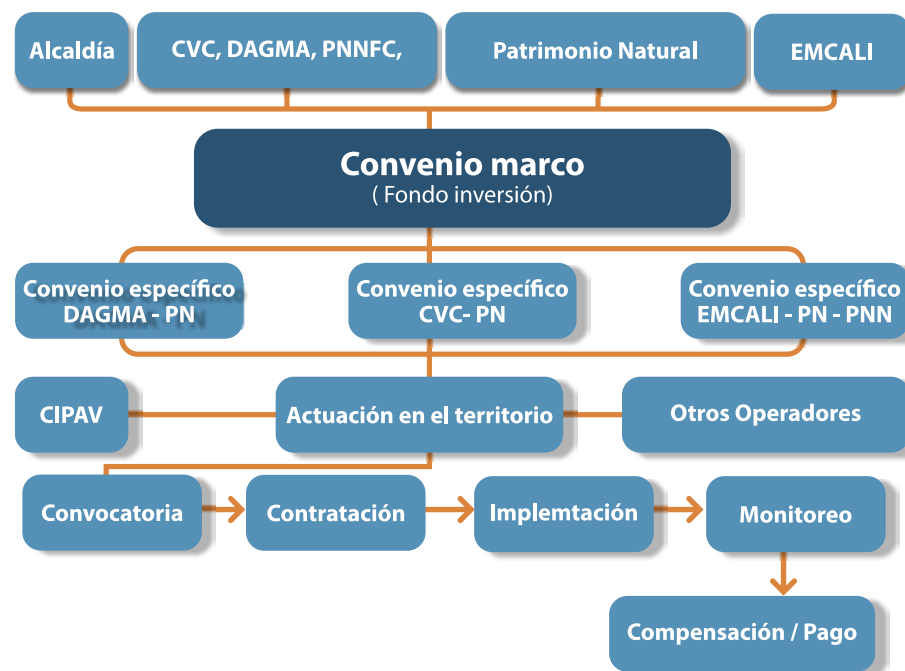 Alcaldía
CVC, DAGMA, PNNFC,
Patrimonio Natural
EMCALI
Convenio marco
( Fondo inversión)
Convenio específico
DAGMA - PN
Convenio específico
CVC- PN
Convenio específico
EMCALI - PN - PNN
CIPAV
Actuación en el territorio
Otros Operadores
Convocatoria
Contratación
Implemtación
Monitoreo
Compensación / Pago